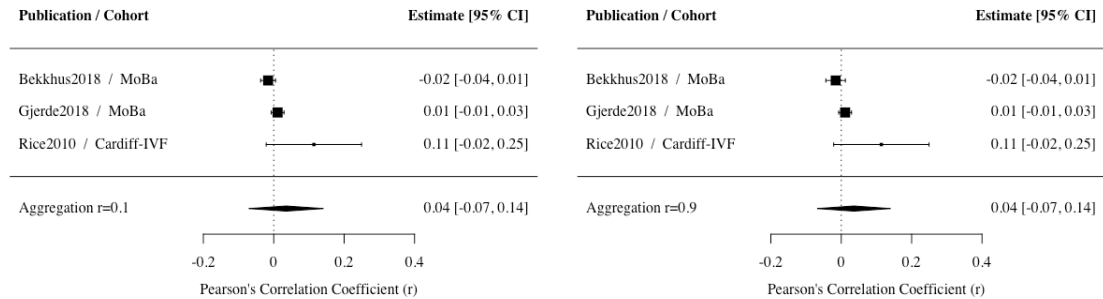 Publication / Cohort Estimate [95% CI]
Bekkhus2018 / MoBa -0.02 [-0.04, 0.01]
Gjerde2018 / MoBa 0.01 [-0.01, 0.03]
Rice2010 / Cardiff-IVF 0.11 [-0.02, 0.25]
Aggregation r=0.1 0.04 [-0.07, 0.14]
-0.2 0 0.2 0.4
Pearson's Correlation Coefficient (r)
Publication / Cohort Estimate [95% CI]
Bekkhus2018 / MoBa -0.02 [-0.04, 0.01]
Gjerde2018 / MoBa 0.01 [-0.01, 0.03]
Rice2010 / Cardiff-IVF 0.11 [-0.02, 0.25]
Aggregation r=0.9 0.04 [-0.07, 0.14]
-0.2 0 0.2 0.4
Pearson's Correlation Coefficient (r)